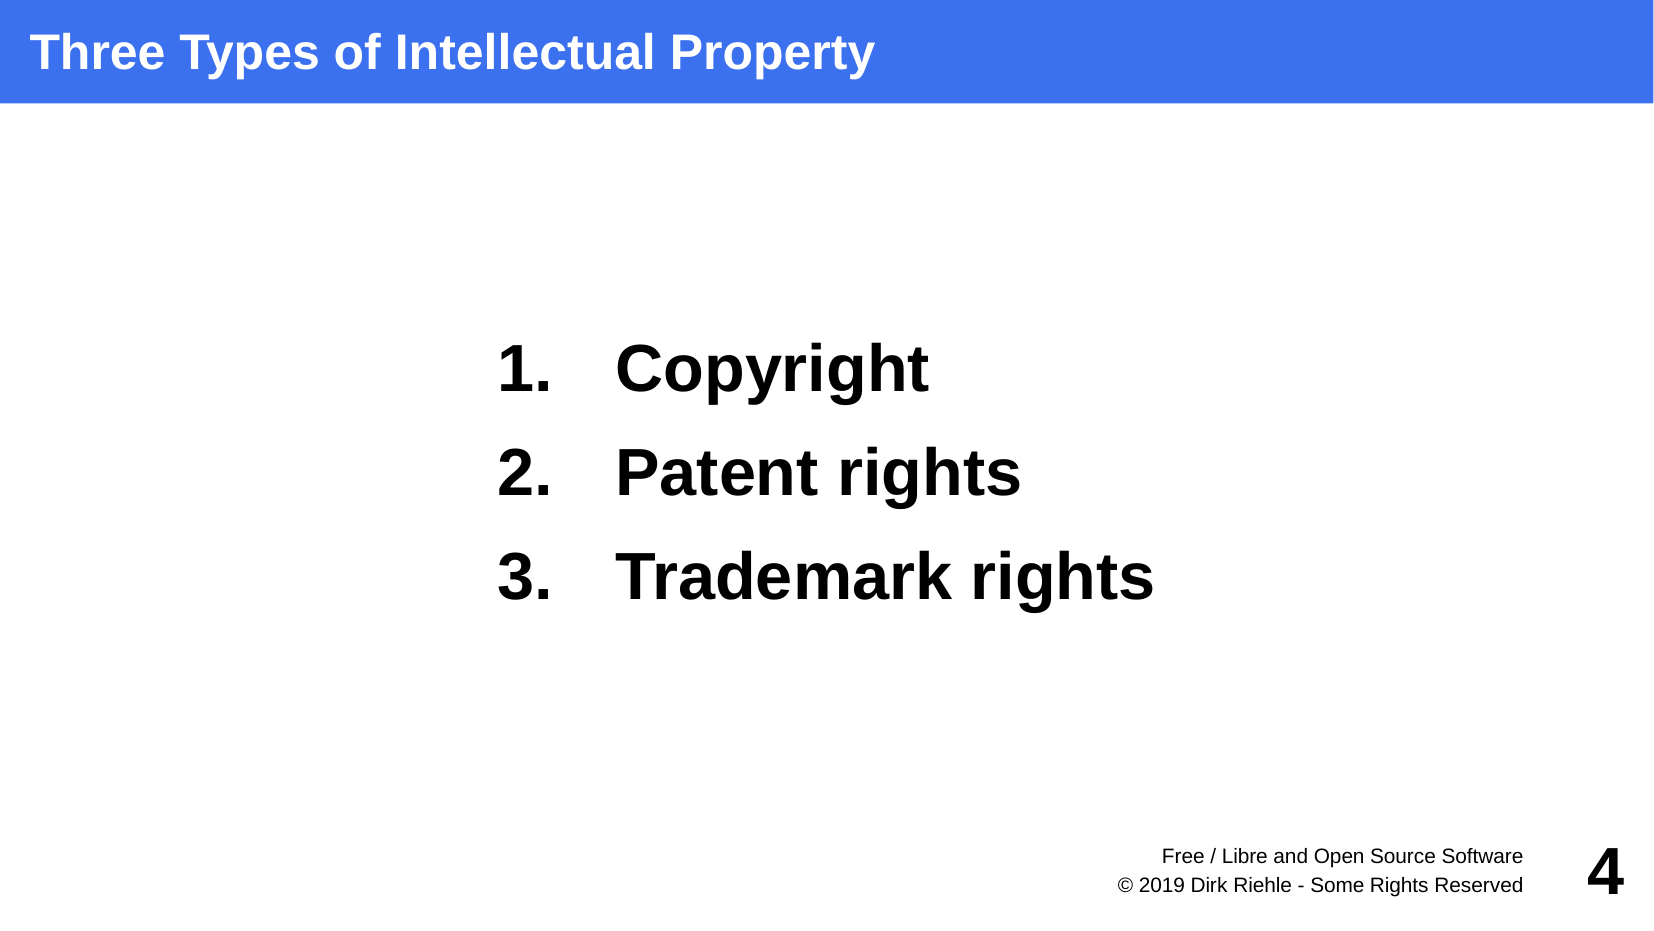 Three Types of Intellectual Property
1. Copyright
2. Patent rights
3. Trademark rights
Free / Libre and Open Source Software
© 2019 Dirk Riehle - Some Rights Reserved
4